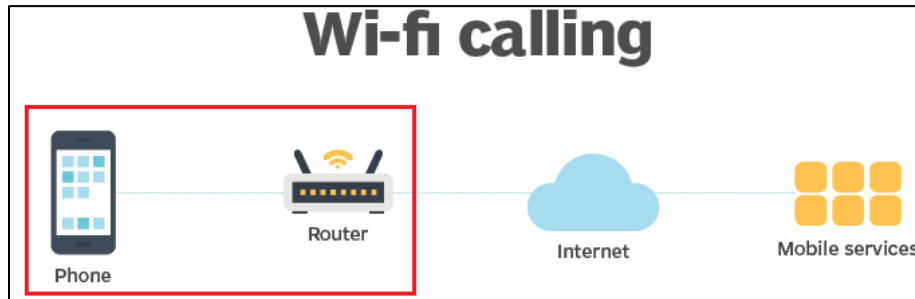 Wi-fi calling
Phone
Router
Internet
Mobile services